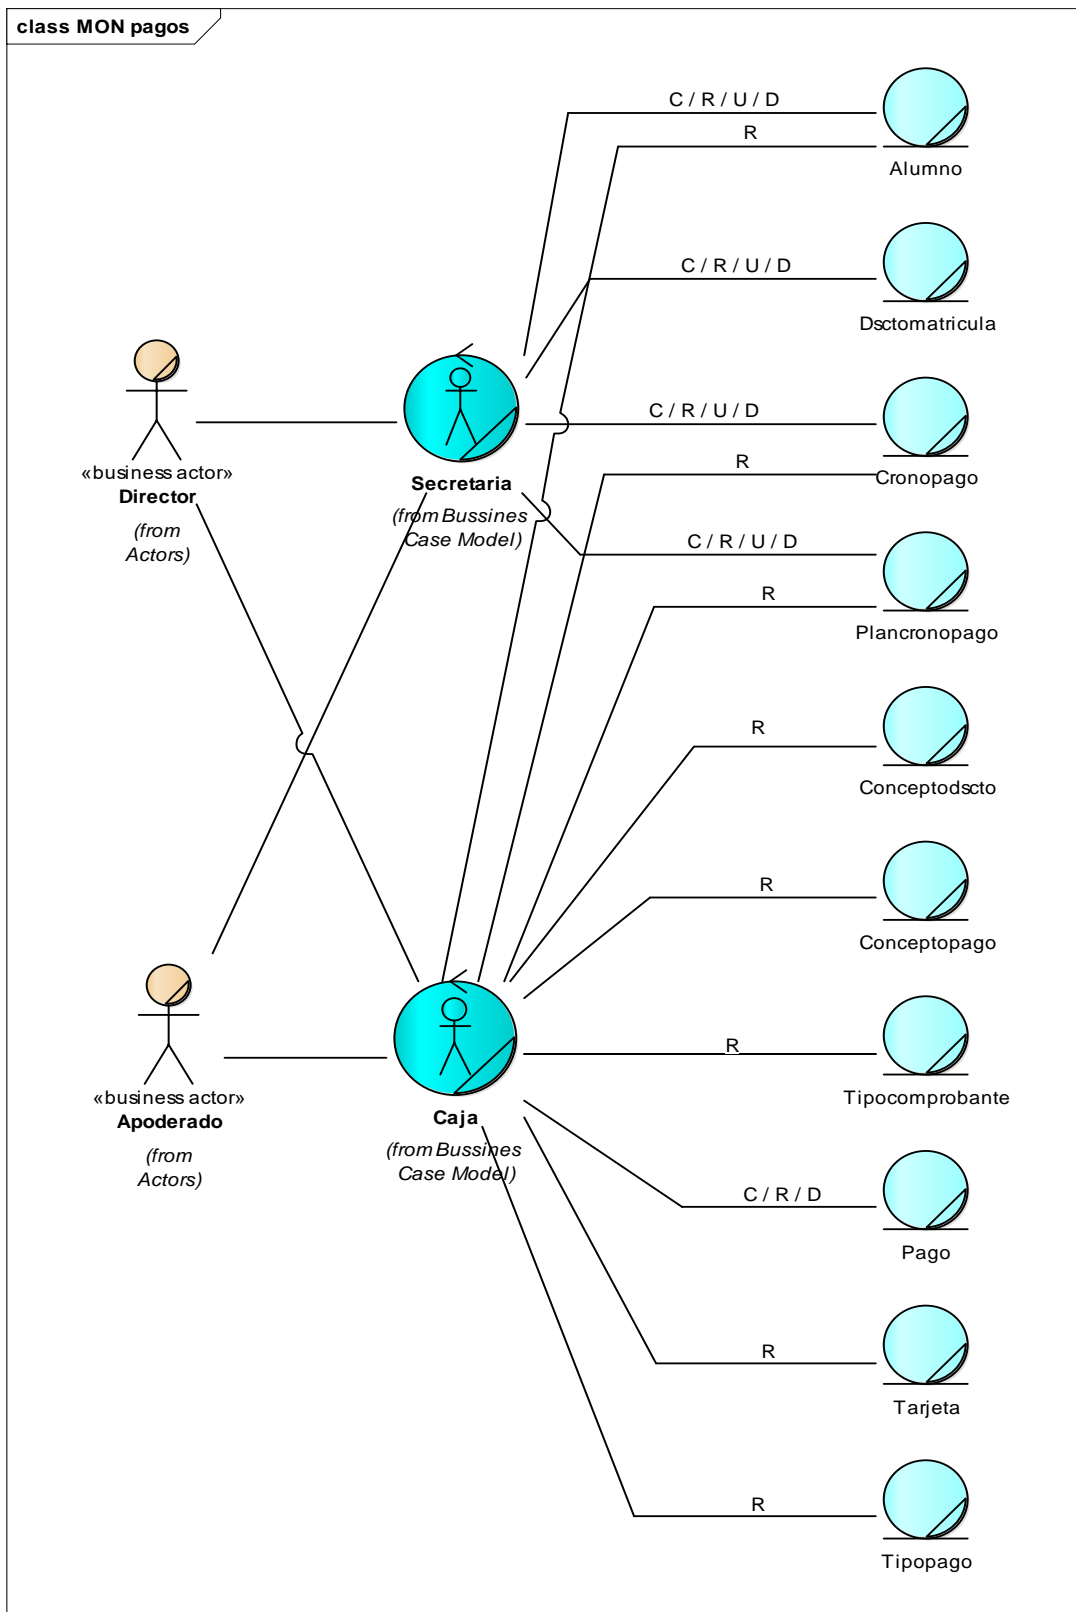 class MON pagos
C / R / U / D
R
Alumno
C / R / U / D
Dsctomatricula
«business actor»
Director
(from
Actors)
Secretaria
(from Bussines
Case Model)
C / R / U / D
R
Cronopago
C / R / U / D
R
Plancronopago
R
Conceptodscto
R
Conceptopago
«business actor»
Apoderado
(from
Actors)
Caja
(from Bussines
Case Model)
R
Tipocomprobante
C / R / D
Pago
R
Tarjeta
R
Tipopago